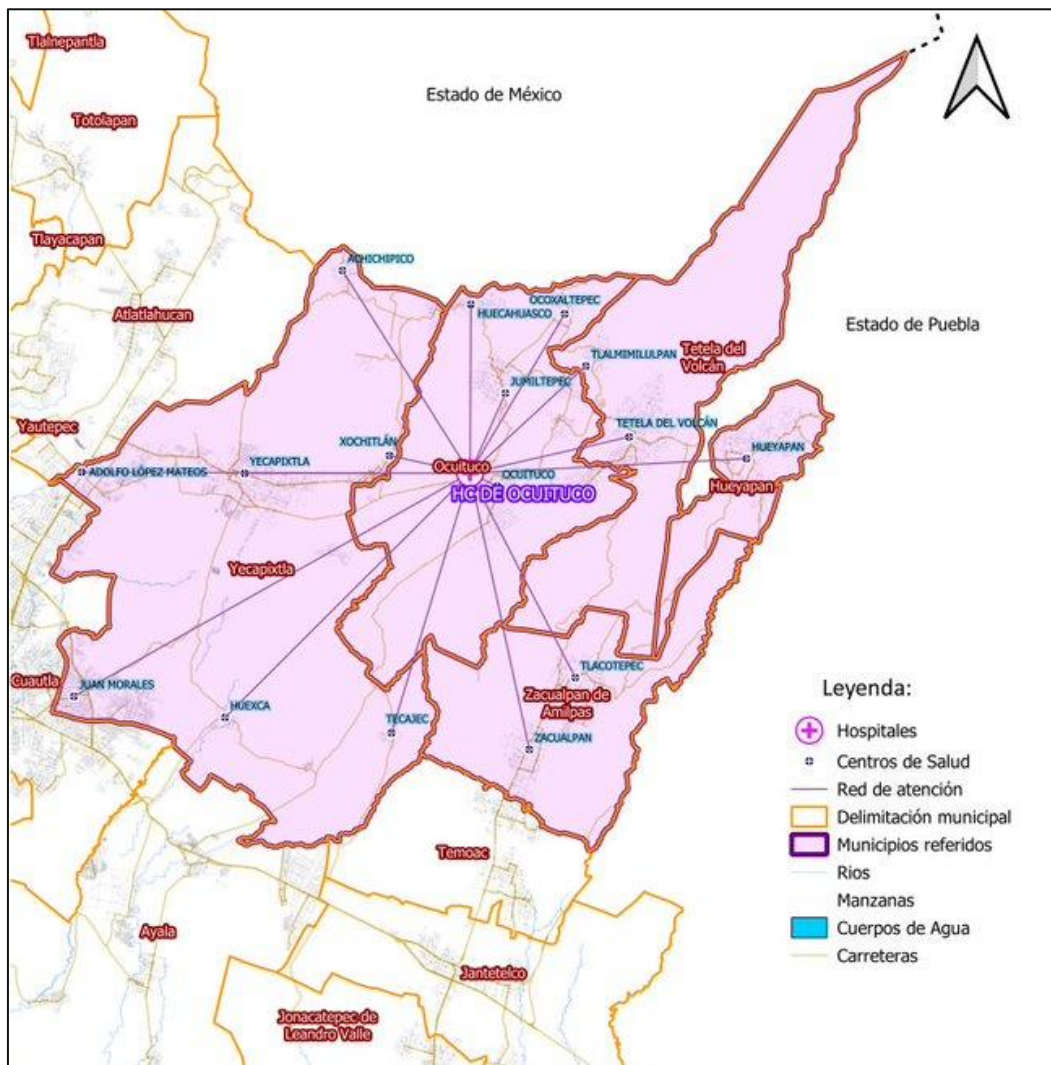 Tlalnepantla
Estado de México
Totolapan
Tlayacapan
ACHICHIPICO
OCOXALTEPEC
HUECAHUASCO
Atlatlahucan
Estado de Puebla
Tetela del
Volcán
TLALMIMILULPAN
JUMILTEPEC
Yautepec
TETELA DEL VOLCÁN
XOCHITLÁN
HUEYAPAN
ADOLFO LÓPEZ MATEOS
YECAPIXTLA
Ocuituco
OCUITUCO
Hueyapan
HC DE OCUITUCO
Yecapixtla
TLACOTEPEC
Cuautla
JUAN MORALES
Zacualpan de
Amilpas
HUEXCA
TECAJEC
ZACUALPAN
Temoac
Ayala
Jantetelco
Jonacatepec de
Leandro Valle
Leyenda:
Hospitales
Centros de Salud
Red de atención
Delimitación municipal
Municipios referidos
Rios
Manzanas
Cuerpos de Agua
Carreteras